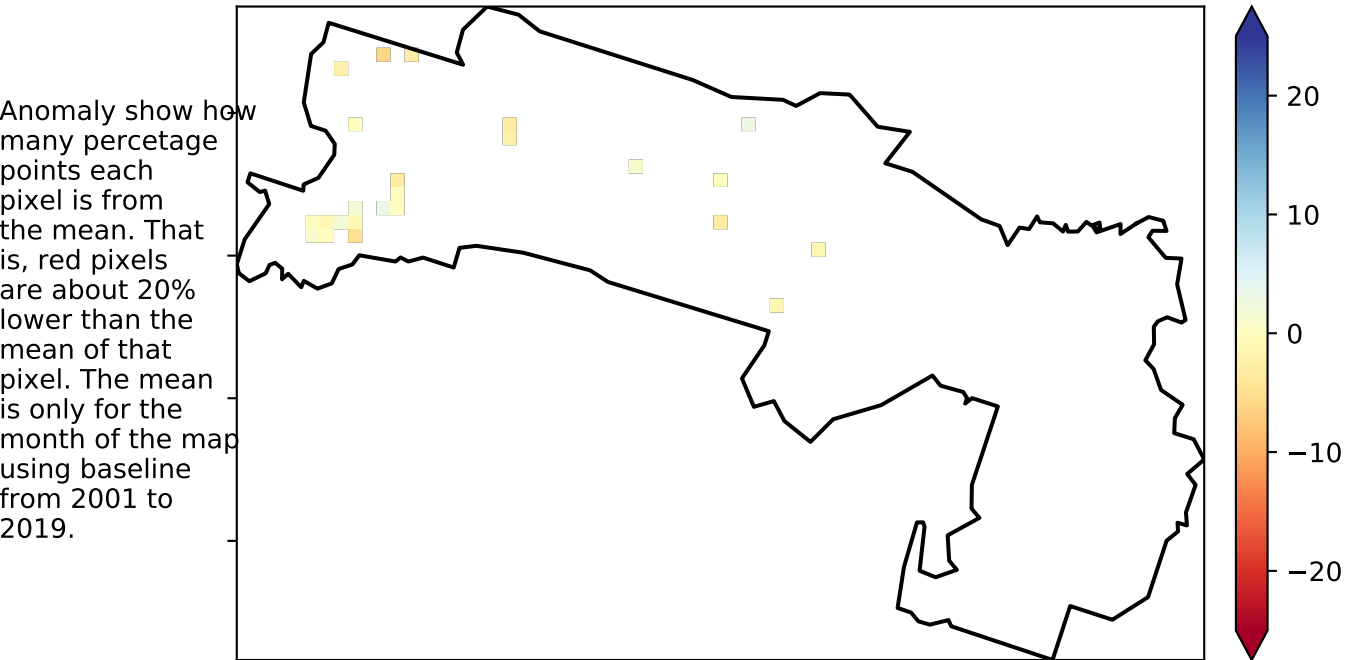 Anomaly show how
many percetage
points each
pixel is from
the mean. That
is, red pixels
are about 20%
lower than the
mean of that
pixel. The mean
is only for the
month of the map
using baseline
from 2001 to
2019.
20
10
0
−10
−20